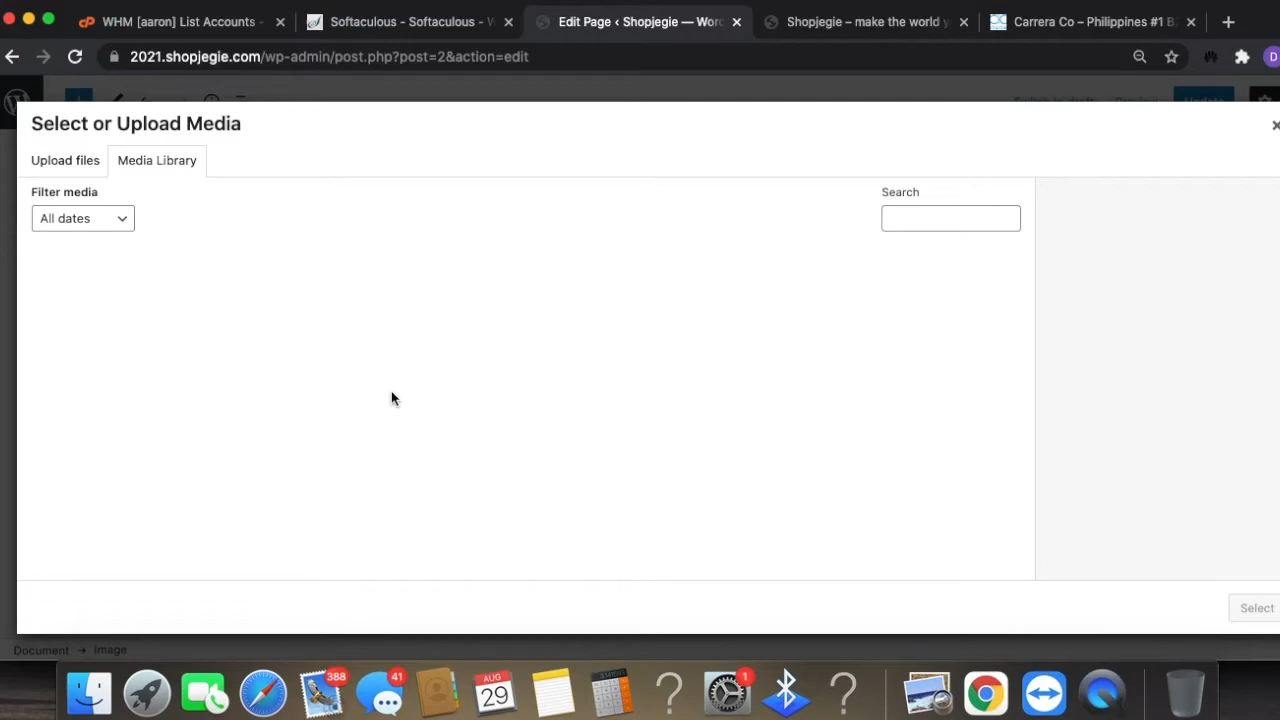 WHM [aaron] List Accounts -
Softaculous - Softaculous - W
Edit Page ‹ Shopjegie — Word
Shopjegie – make the world y
Carrera Co – Philippines #1 B2
2021.shopjegie.com/wp-admin/post.php?post=2&action=edit
D
Select or Upload Media
Upload files
Media Library
Filter media
Search
All dates
Select
Document → Image
388
41
AUG
29
1